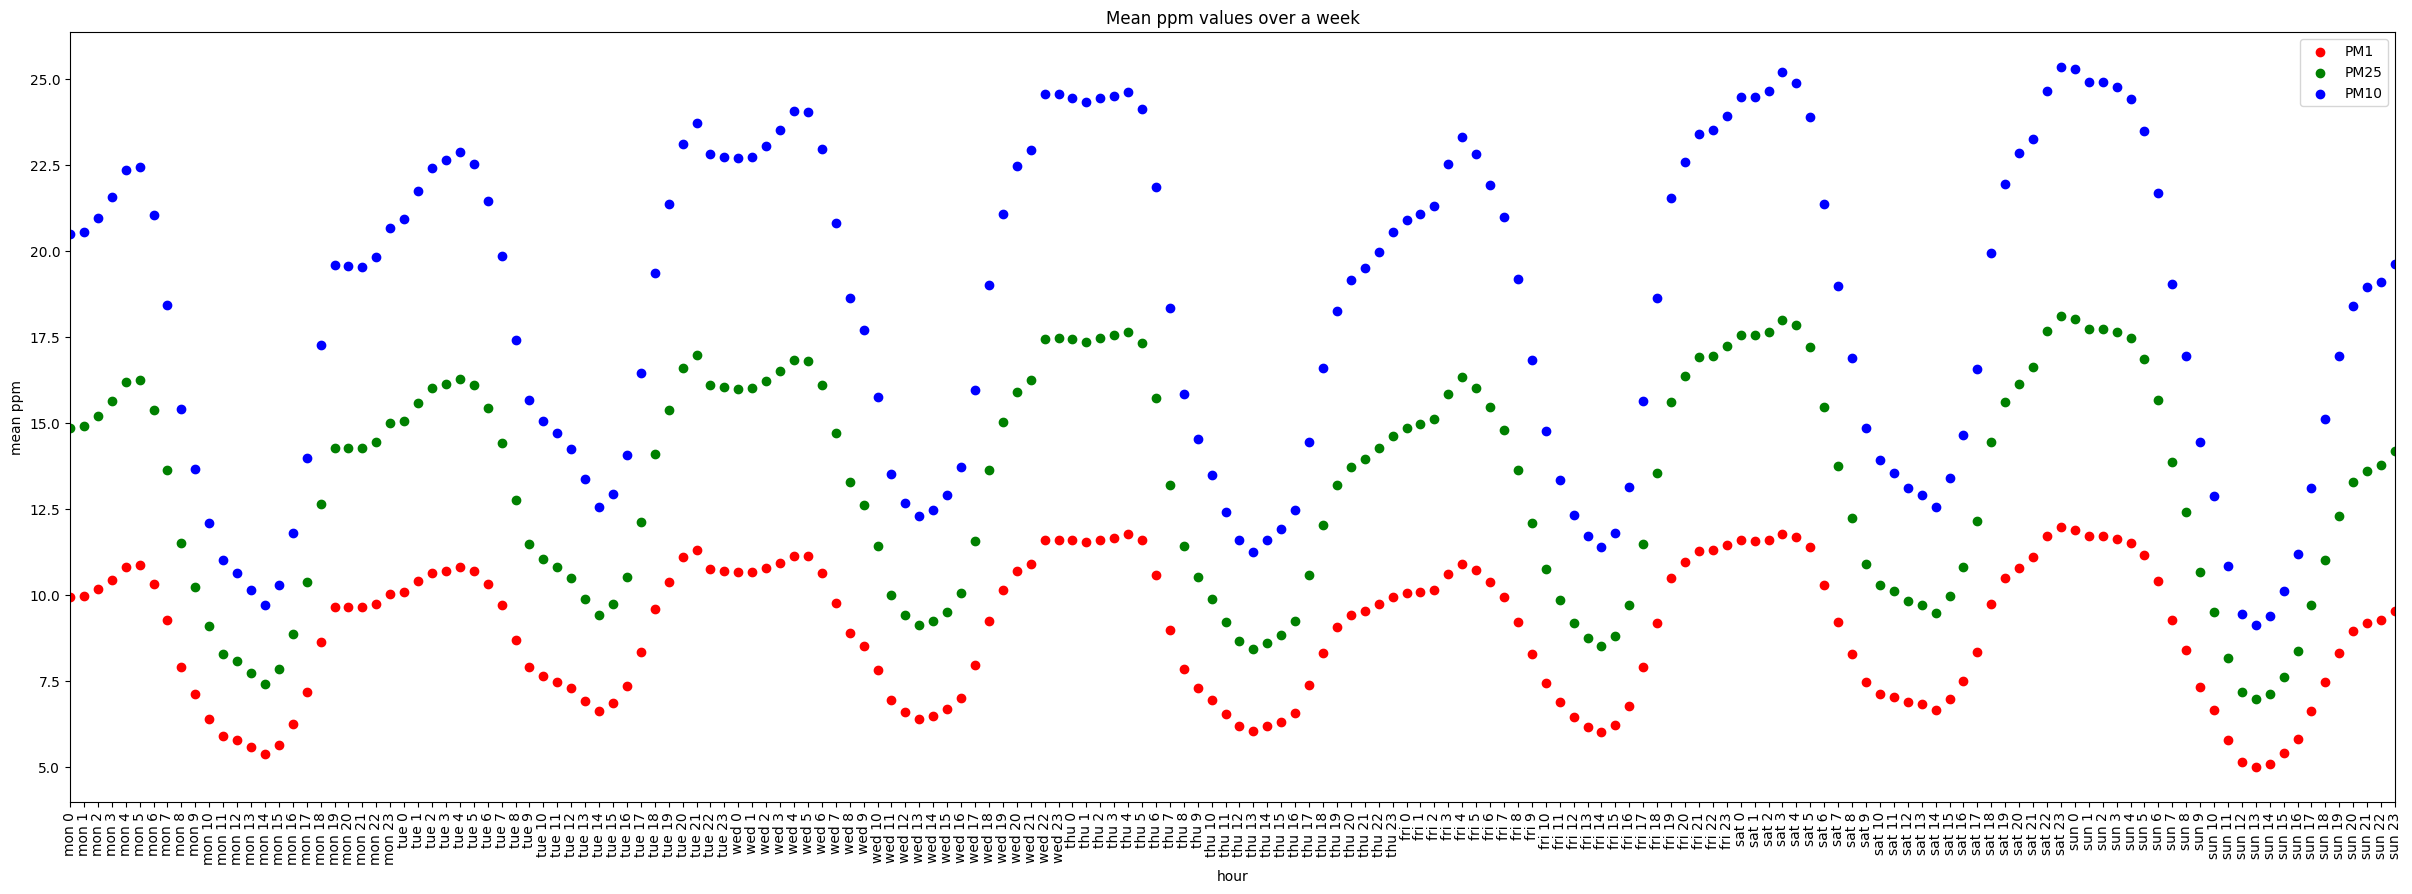 Mean ppm values over a week
PM1
PM25
PM10
mean ppm
25.0
22.5
20.0
17.5
15.0
12.5
10.0
7.5
5.0
mon 0
mon 1
mon 2
mon 3
mon 4
mon 5
mon 6
mon 7
mon 8
mon 9
mon 10
mon 11
mon 12
mon 13
mon 14
mon 15
mon 16
mon 17
mon 18
mon 19
mon 20
mon 21
mon 22
mon 23
tue 0
tue 1
tue 2
tue 3
tue 4
tue 5
tue 6
tue 7
tue 8
tue 9
tue 10
tue 11
tue 12
tue 13
tue 14
tue 15
tue 16
tue 17
tue 18
tue 19
tue 20
tue 21
tue 22
tue 23
wed 0
wed 1
wed 2
wed 3
wed 4
wed 5
wed 6
wed 7
wed 8
wed 9
wed 10
wed 11
wed 12
wed 13
wed 14
wed 15
wed 16
wed 17
wed 18
wed 19
wed 20
wed 21
wed 22
wed 23
thu 0
thu 1
thu 2
thu 3
thu 4
thu 5
thu 6
thu 7
thu 8
thu 9
thu 10
thu 11
thu 12
thu 13
thu 14
thu 15
thu 16
thu 17
thu 18
thu 19
thu 20
thu 21
thu 22
thu 23
fri 0
fri 1
fri 2
fri 3
fri 4
fri 5
fri 6
fri 7
fri 8
fri 9
fri 10
fri 11
fri 12
fri 13
fri 14
fri 15
fri 16
fri 17
fri 18
fri 19
fri 20
fri 21
fri 22
fri 23
sat 0
sat 1
sat 2
sat 3
sat 4
sat 5
sat 6
sat 7
sat 8
sat 9
sat 10
sat 11
sat 12
sat 13
sat 14
sat 15
sat 16
sat 17
sat 18
sat 19
sat 20
sat 21
sat 22
sat 23
sun 0
sun 1
sun 2
sun 3
sun 4
sun 5
sun 6
sun 7
sun 8
sun 9
sun 10
sun 11
sun 12
sun 13
sun 14
sun 15
sun 16
sun 17
sun 18
sun 19
sun 20
sun 21
sun 22
sun 23
hour